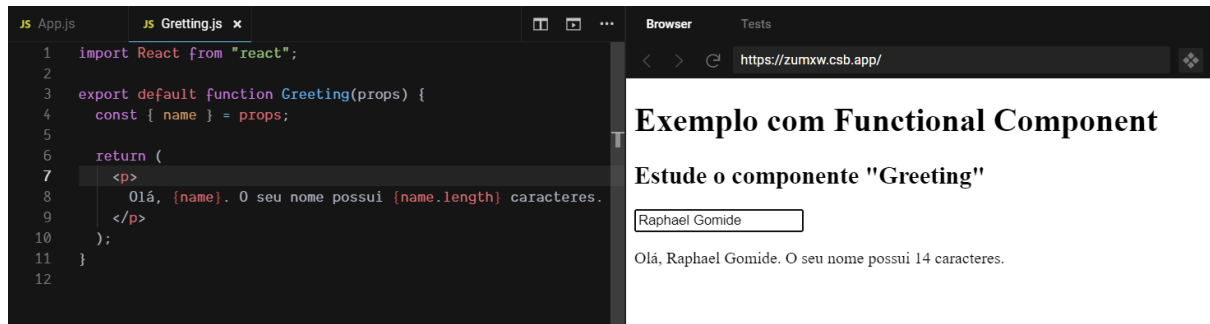 JS App.js JS Gretting.js × ...
1 import React from "react";
2
3 export default function Greeting(props) {
4 const { name } = props;
5
6 return (
7 <p>
8 Olá, {name}. O seu nome possui {name.length} caracteres.
9 </p>
10 );
11 }
12
Browser Tests
https://zumxw.csb.app/
Exemplo com Functional Component
Estude o componente "Greeting"
Raphael Gomide
Olá, Raphael Gomide. O seu nome possui 14 caracteres.